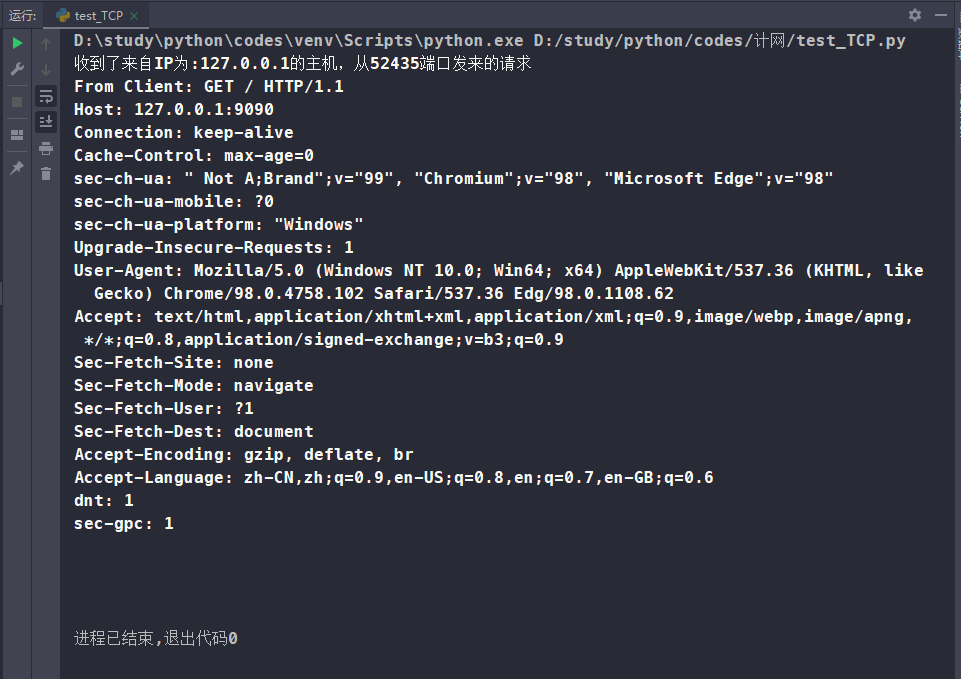 运行:
test_TCP
D:\study\python\codes\venv\Scripts\python.exe D:/study/python/codes/计网/test_TCP.py
收到了来自IP为:127.0.0.1的主机，从52435端口发来的请求
From Client: GET / HTTP/1.1
Host: 127.0.0.1:9090
Connection: keep-alive
Cache-Control: max-age=0
sec-ch-ua: " Not A;Brand";v="99", "Chromium";v="98", "Microsoft Edge";v="98"
sec-ch-ua-mobile: ?0
sec-ch-ua-platform: "Windows"
Upgrade-Insecure-Requests: 1
User-Agent: Mozilla/5.0 (Windows NT 10.0; Win64; x64) AppleWebKit/537.36 (KHTML, like
Gecko) Chrome/98.0.4758.102 Safari/537.36 Edg/98.0.1108.62
Accept: text/html,application/xhtml+xml,application/xml;q=0.9,image/webp,image/apng,
*/*;q=0.8,application/signed-exchange;v=b3;q=0.9
Sec-Fetch-Site: none
Sec-Fetch-Mode: navigate
Sec-Fetch-User: ?1
Sec-Fetch-Dest: document
Accept-Encoding: gzip, deflate, br
Accept-Language: zh-CN,zh;q=0.9,en-US;q=0.8,en;q=0.7,en-GB;q=0.6
dnt: 1
sec-gpc: 1
进程已结束,退出代码0